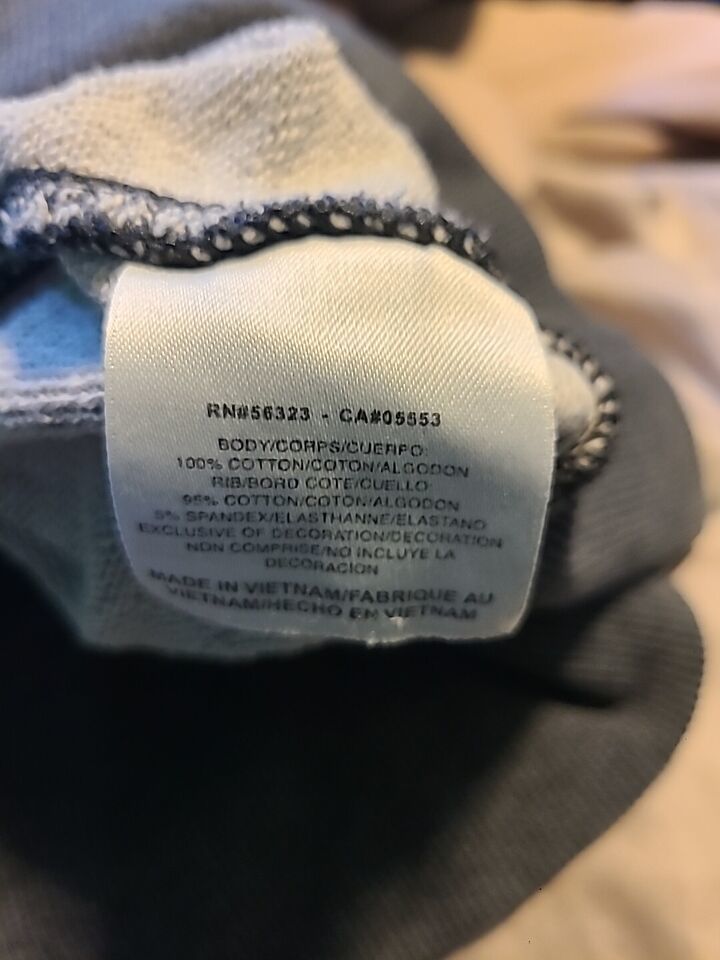 RN#56323 - CA#05553
BODY/CORPS/CUERPO:
100% COTTON/COTON/ALGODON
RIB/BORD COTE/CUELLO:
95% COTTON/COTON/ALGODON
5% SPANDEX/ELASTHANNE/ELASTANO
EXCLUSIVE OF DECORATION/DECORATION
NON COMPRISE/NO INCLUYE LA
DECORACION
MADE IN VIETNAM/FABRIQUE AU
VIETNAM/HECHO EN VIETNAM